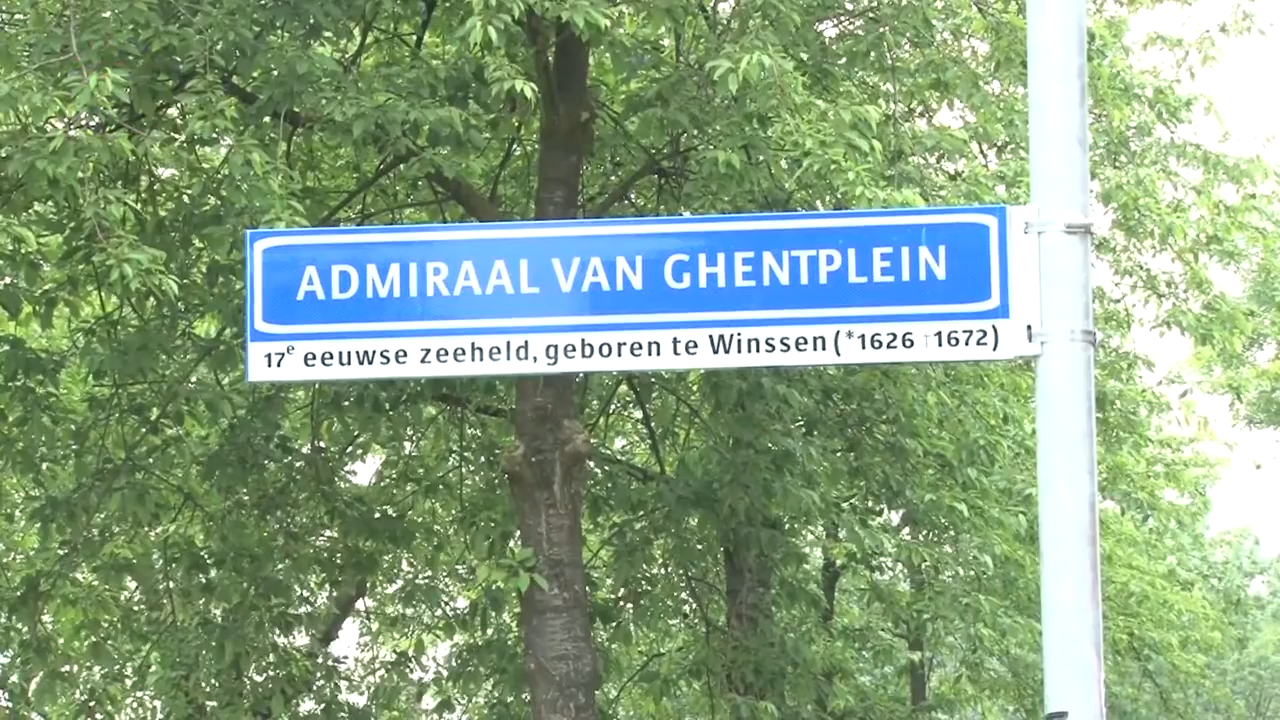 ADMIRAAL VAN GHENTPLEIN
17e eeuwse zeeheld, geboren te Winssen (*1626 †1672)